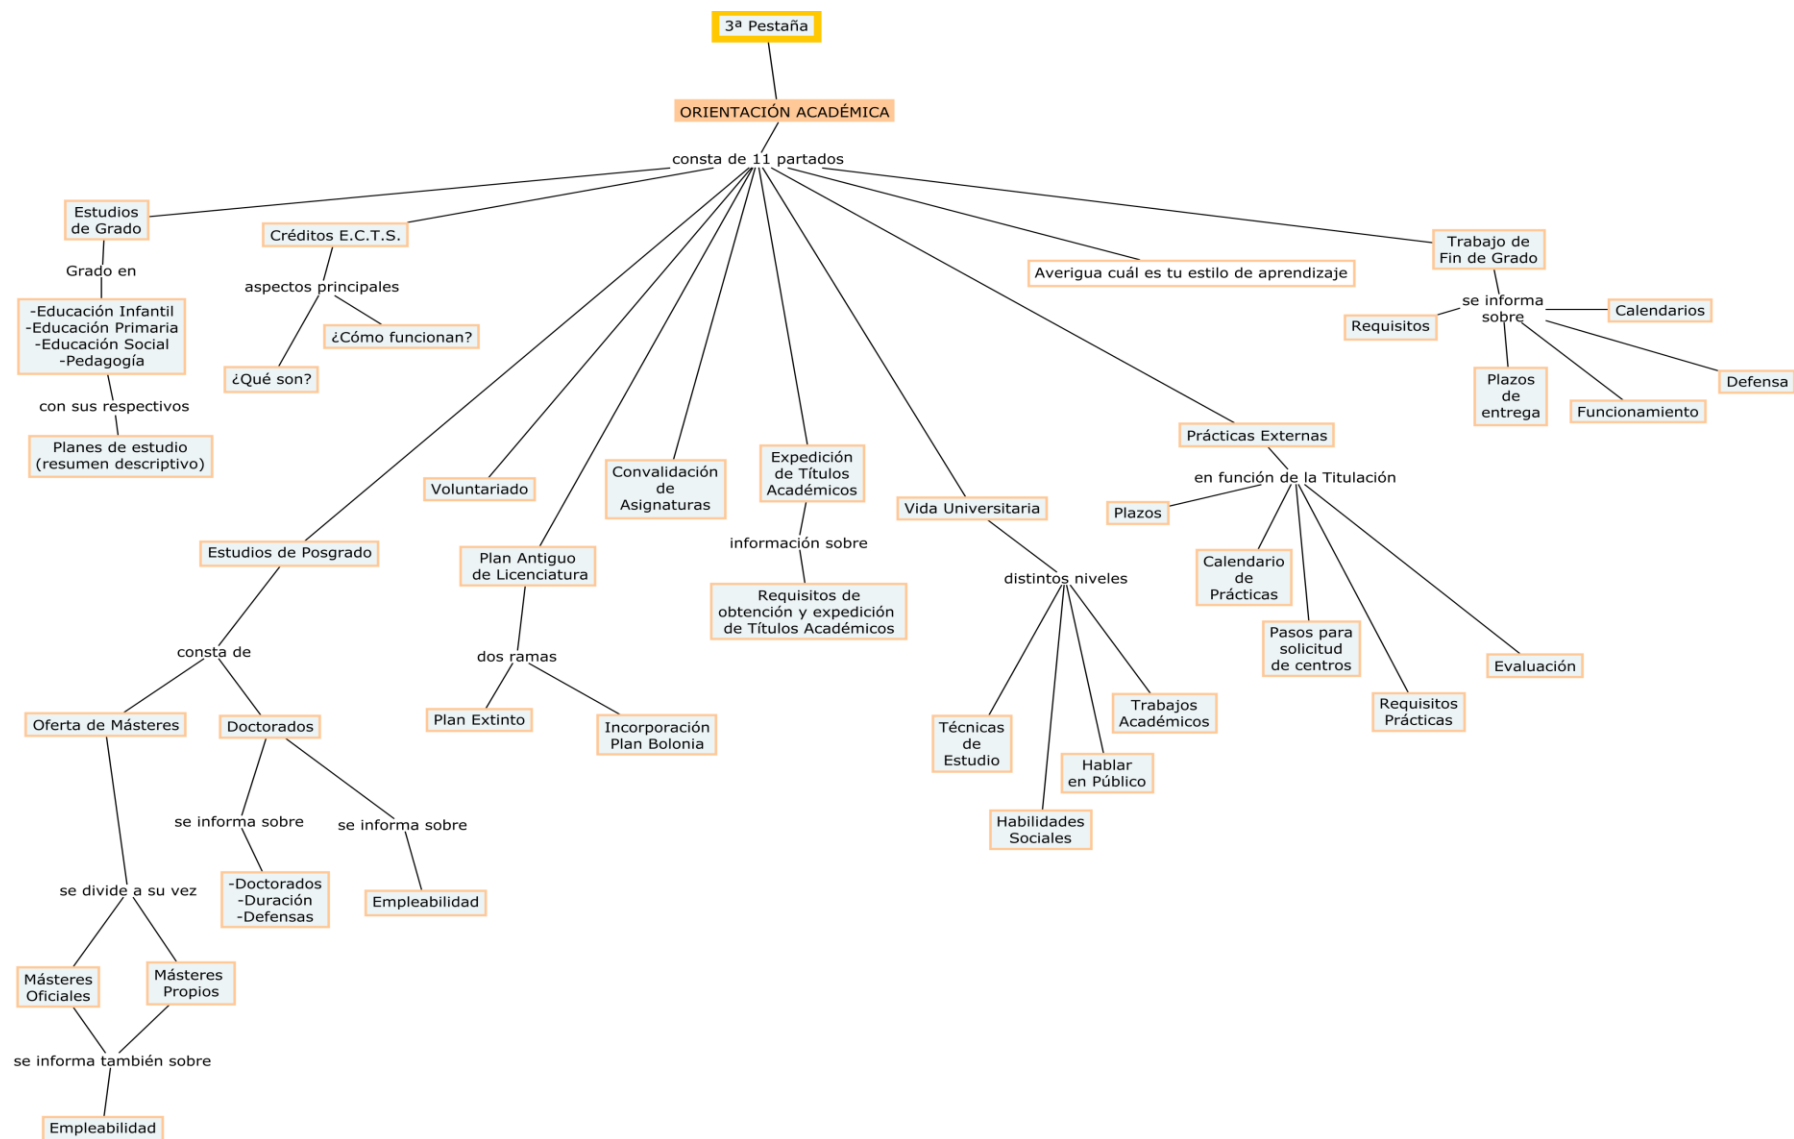 3ª Pestaña
ORIENTACIÓN ACADÉMICA
consta de 11 partados
Estudios
de Grado
Grado en
-Educación Infantil
-Educación Primaria
-Educación Social
-Pedagogía
con sus respectivos
Planes de estudio
(resumen descriptivo)
Créditos E.C.T.S.
aspectos principales
¿Cómo funcionan?
¿Qué son?
Estudios de Posgrado
consta de
Oferta de Másteres
Doctorados
se informa sobre
se informa sobre
-Doctorados
-Duración
-Defensas
Empleabilidad
se divide a su vez
Másteres
Oficiales
Másteres
Propios
se informa también sobre
Empleabilidad
Voluntariado
Plan Antiguo
de Licenciatura
dos ramas
Plan Extinto
Incorporación
Plan Bolonia
Convalidación
de
Asignaturas
Expedición
de Títulos
Académicos
información sobre
Requisitos de
obtención y expedición
de Títulos Académicos
Vida Universitaria
distintos niveles
Técnicas
de
Estudio
Habilidades
Sociales
Hablar
en Público
Trabajos
Académicos
Prácticas Externas
en función de la Titulación
Plazos
Calendario
de
Prácticas
Pasos para
solicitud
de centros
Requisitos
Prácticas
Evaluación
Averigua cuál es tu estilo de aprendizaje
Trabajo de
Fin de Grado
se informa
sobre
Requisitos
Plazos
de
entrega
Funcionamiento
Defensa
Calendarios